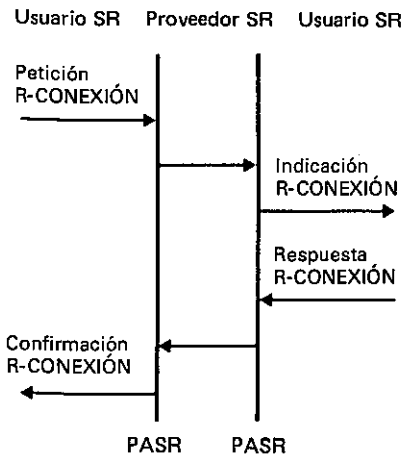 Usuario SR Proveedor SR Usuario SR
Petición
R-CONEXIÓN
Indicación
R-CONEXIÓN
Respuesta
R-CONEXIÓN
Confirmación
R-CONEXIÓN
PASR PASR